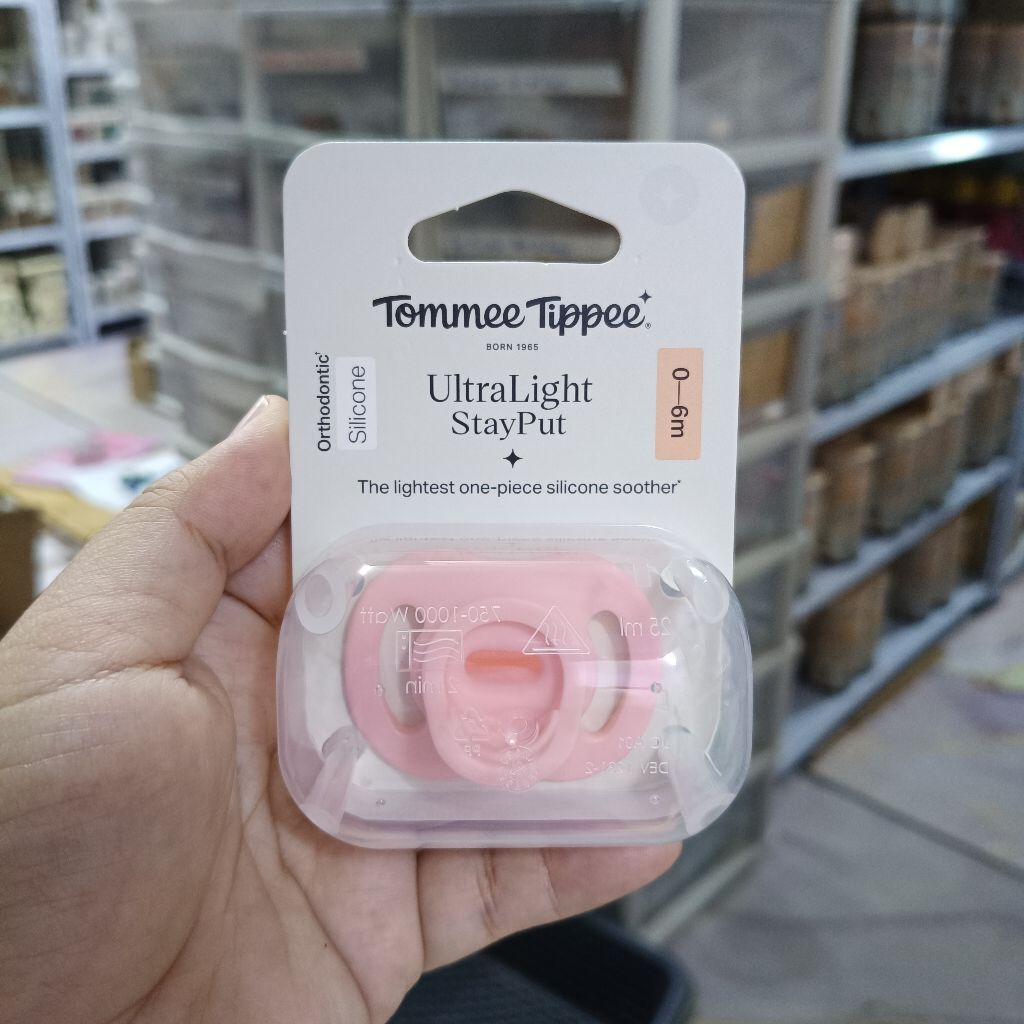 Tommee Tippee®
BORN 1965
Orthodontic†
Silicone
UltraLight
StayPut
0—6m
The lightest one-piece silicone soother*
750-1000 Watt
25 ml
2 min
PP